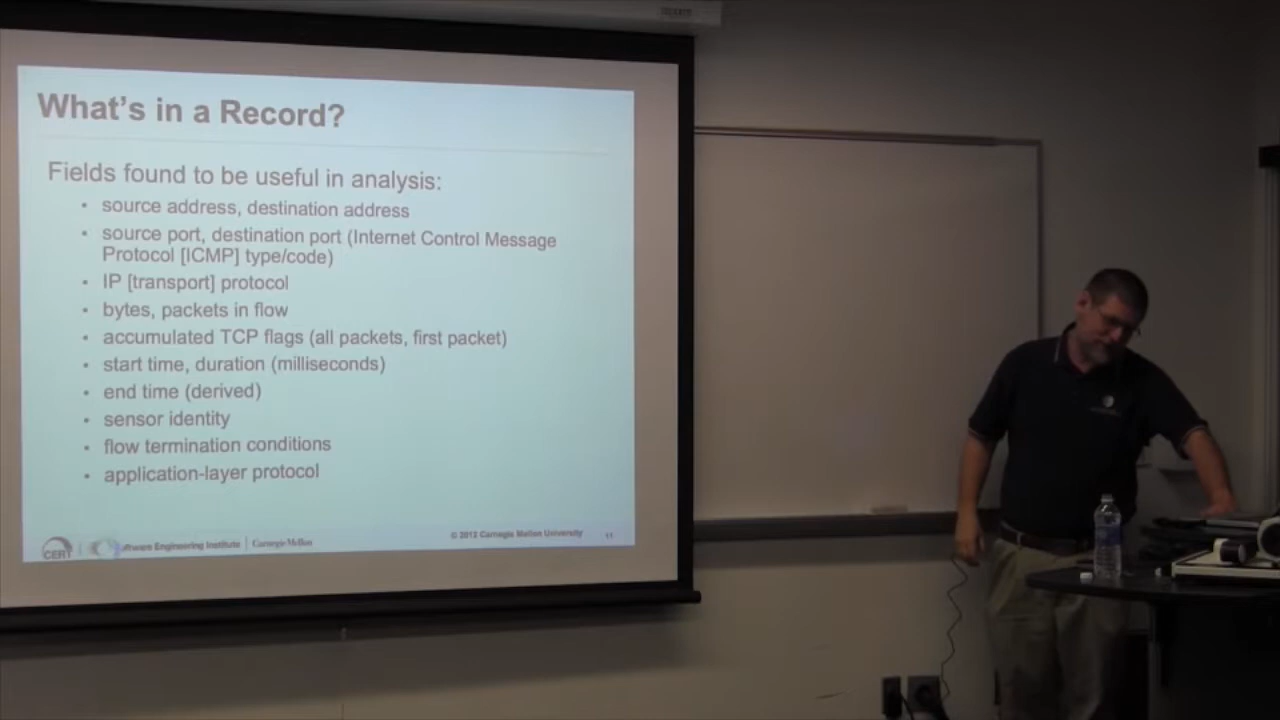 What's in a Record?
Fields found to be useful in analysis:
• source address, destination address
• source port, destination port (Internet Control Message
Protocol [ICMP] type/code)
• IP [transport] protocol
• bytes, packets in flow
• accumulated TCP flags (all packets, first packet)
• start time, duration (milliseconds)
• end time (derived)
• sensor identity
• flow termination conditions
• application-layer protocol
CERT ftware Engineering Institute | Carnegie Mellon © 2012 Carnegie Mellon University 11